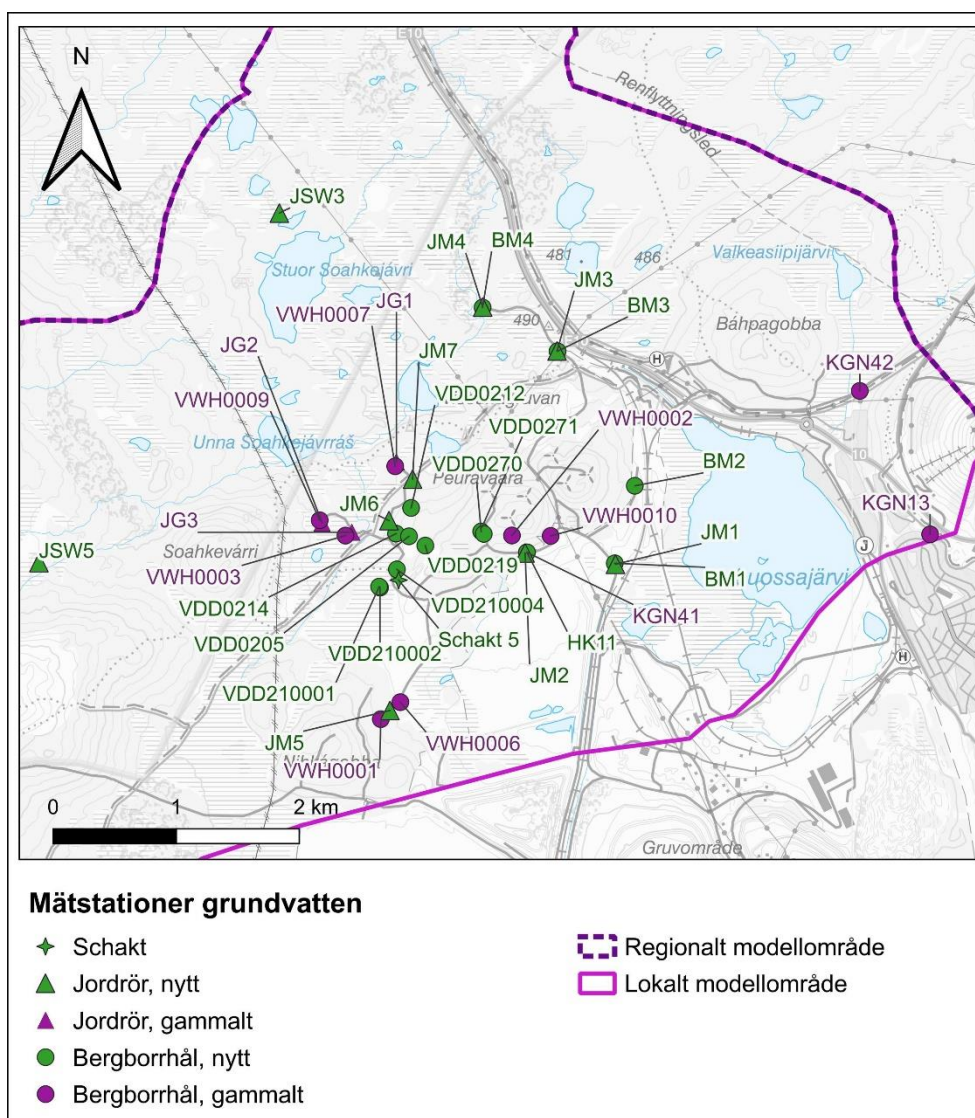 E10
N
Renflyttningsled
JSW3
JM4
BM4
481
486
Valkeasiipijärvi
JM3
Stuor Soahkejávri
JG1
VWH0007
490
BM3
Báhpagobba
JG2
JM7
H
KGN42
VWH0009
VDD0212
uvan
VWH0002
VDD0271
10
Unna Soahkejávrráš
VDD0270
Peuravaara
BM2
JM6
VWH0010
KGN13
JG3
Soahkevárri
JSW5
JM1
J
VWH0003
VDD0219
BM1
uossajärvi
VDD0214
VDD210004
KGN41
VDD0205
Schakt 5
HK11
H
VDD210002
JM2
VDD210001
JM5
VWH0006
VWH0001
0 1 2 km
Gruvområde
Mätstationer grundvatten
Schakt
Jordrör, nytt
Jordrör, gammalt
Bergborrhål, nytt
Bergborrhål, gammalt
Regionalt modellområde
Lokalt modellområde